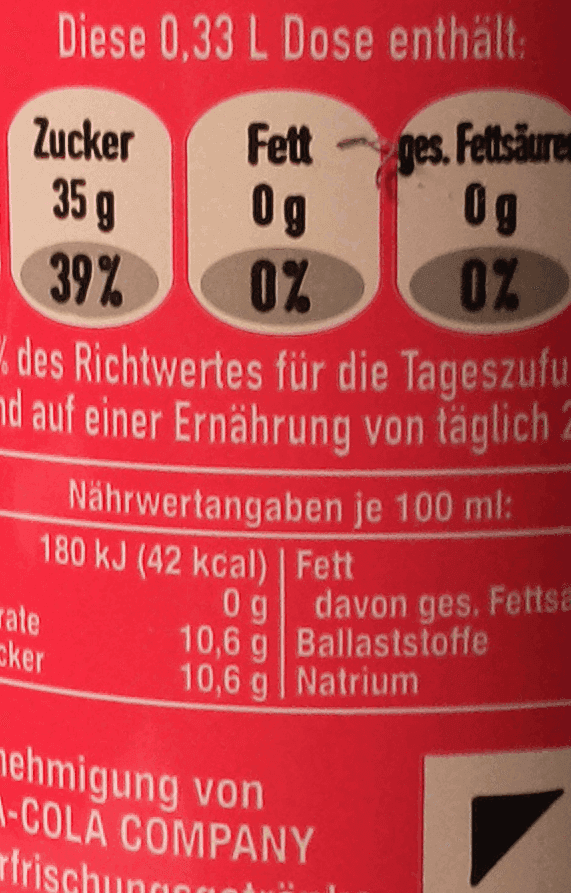 Diese 0,33 L Dose enthält:
Zucker Fett ges. Fettsäuren
35 g 0 g 0 g
39% 0% 0%
% des Richtwertes für die Tageszufu
nd auf einer Ernährung von täglich 2
Nährwertangaben je 100 ml:
180 kJ (42 kcal) Fett
0 g davon ges. Fettsä
rate 10,6 g Ballaststoffe
cker 10,6 g Natrium
nehmigung von
A-COLA COMPANY